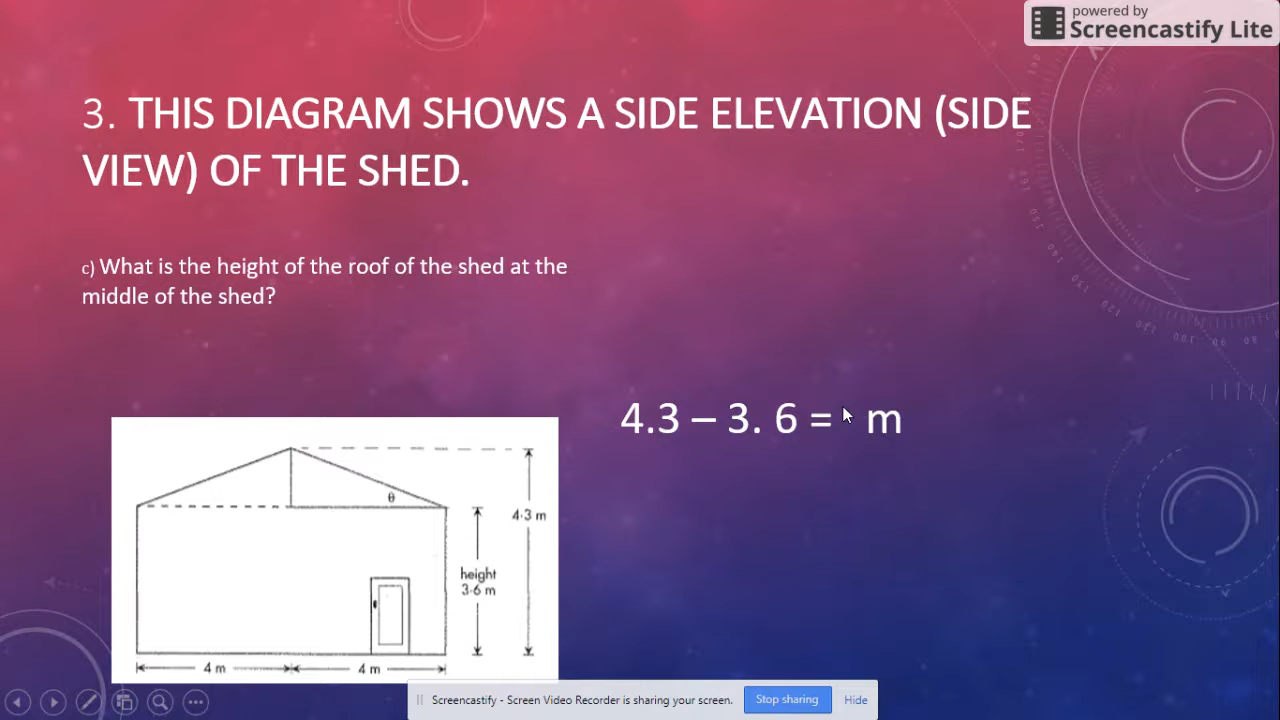 powered by
Screencastify Lite
3. THIS DIAGRAM SHOWS A SIDE ELEVATION (SIDE
VIEW) OF THE SHED.
c) What is the height of the roof of the shed at the
middle of the shed?
4.3 – 3. 6 = m
θ
4·3 m
height
3·6 m
4 m 4 m
Screencastify - Screen Video Recorder is sharing your screen. Stop sharing Hide